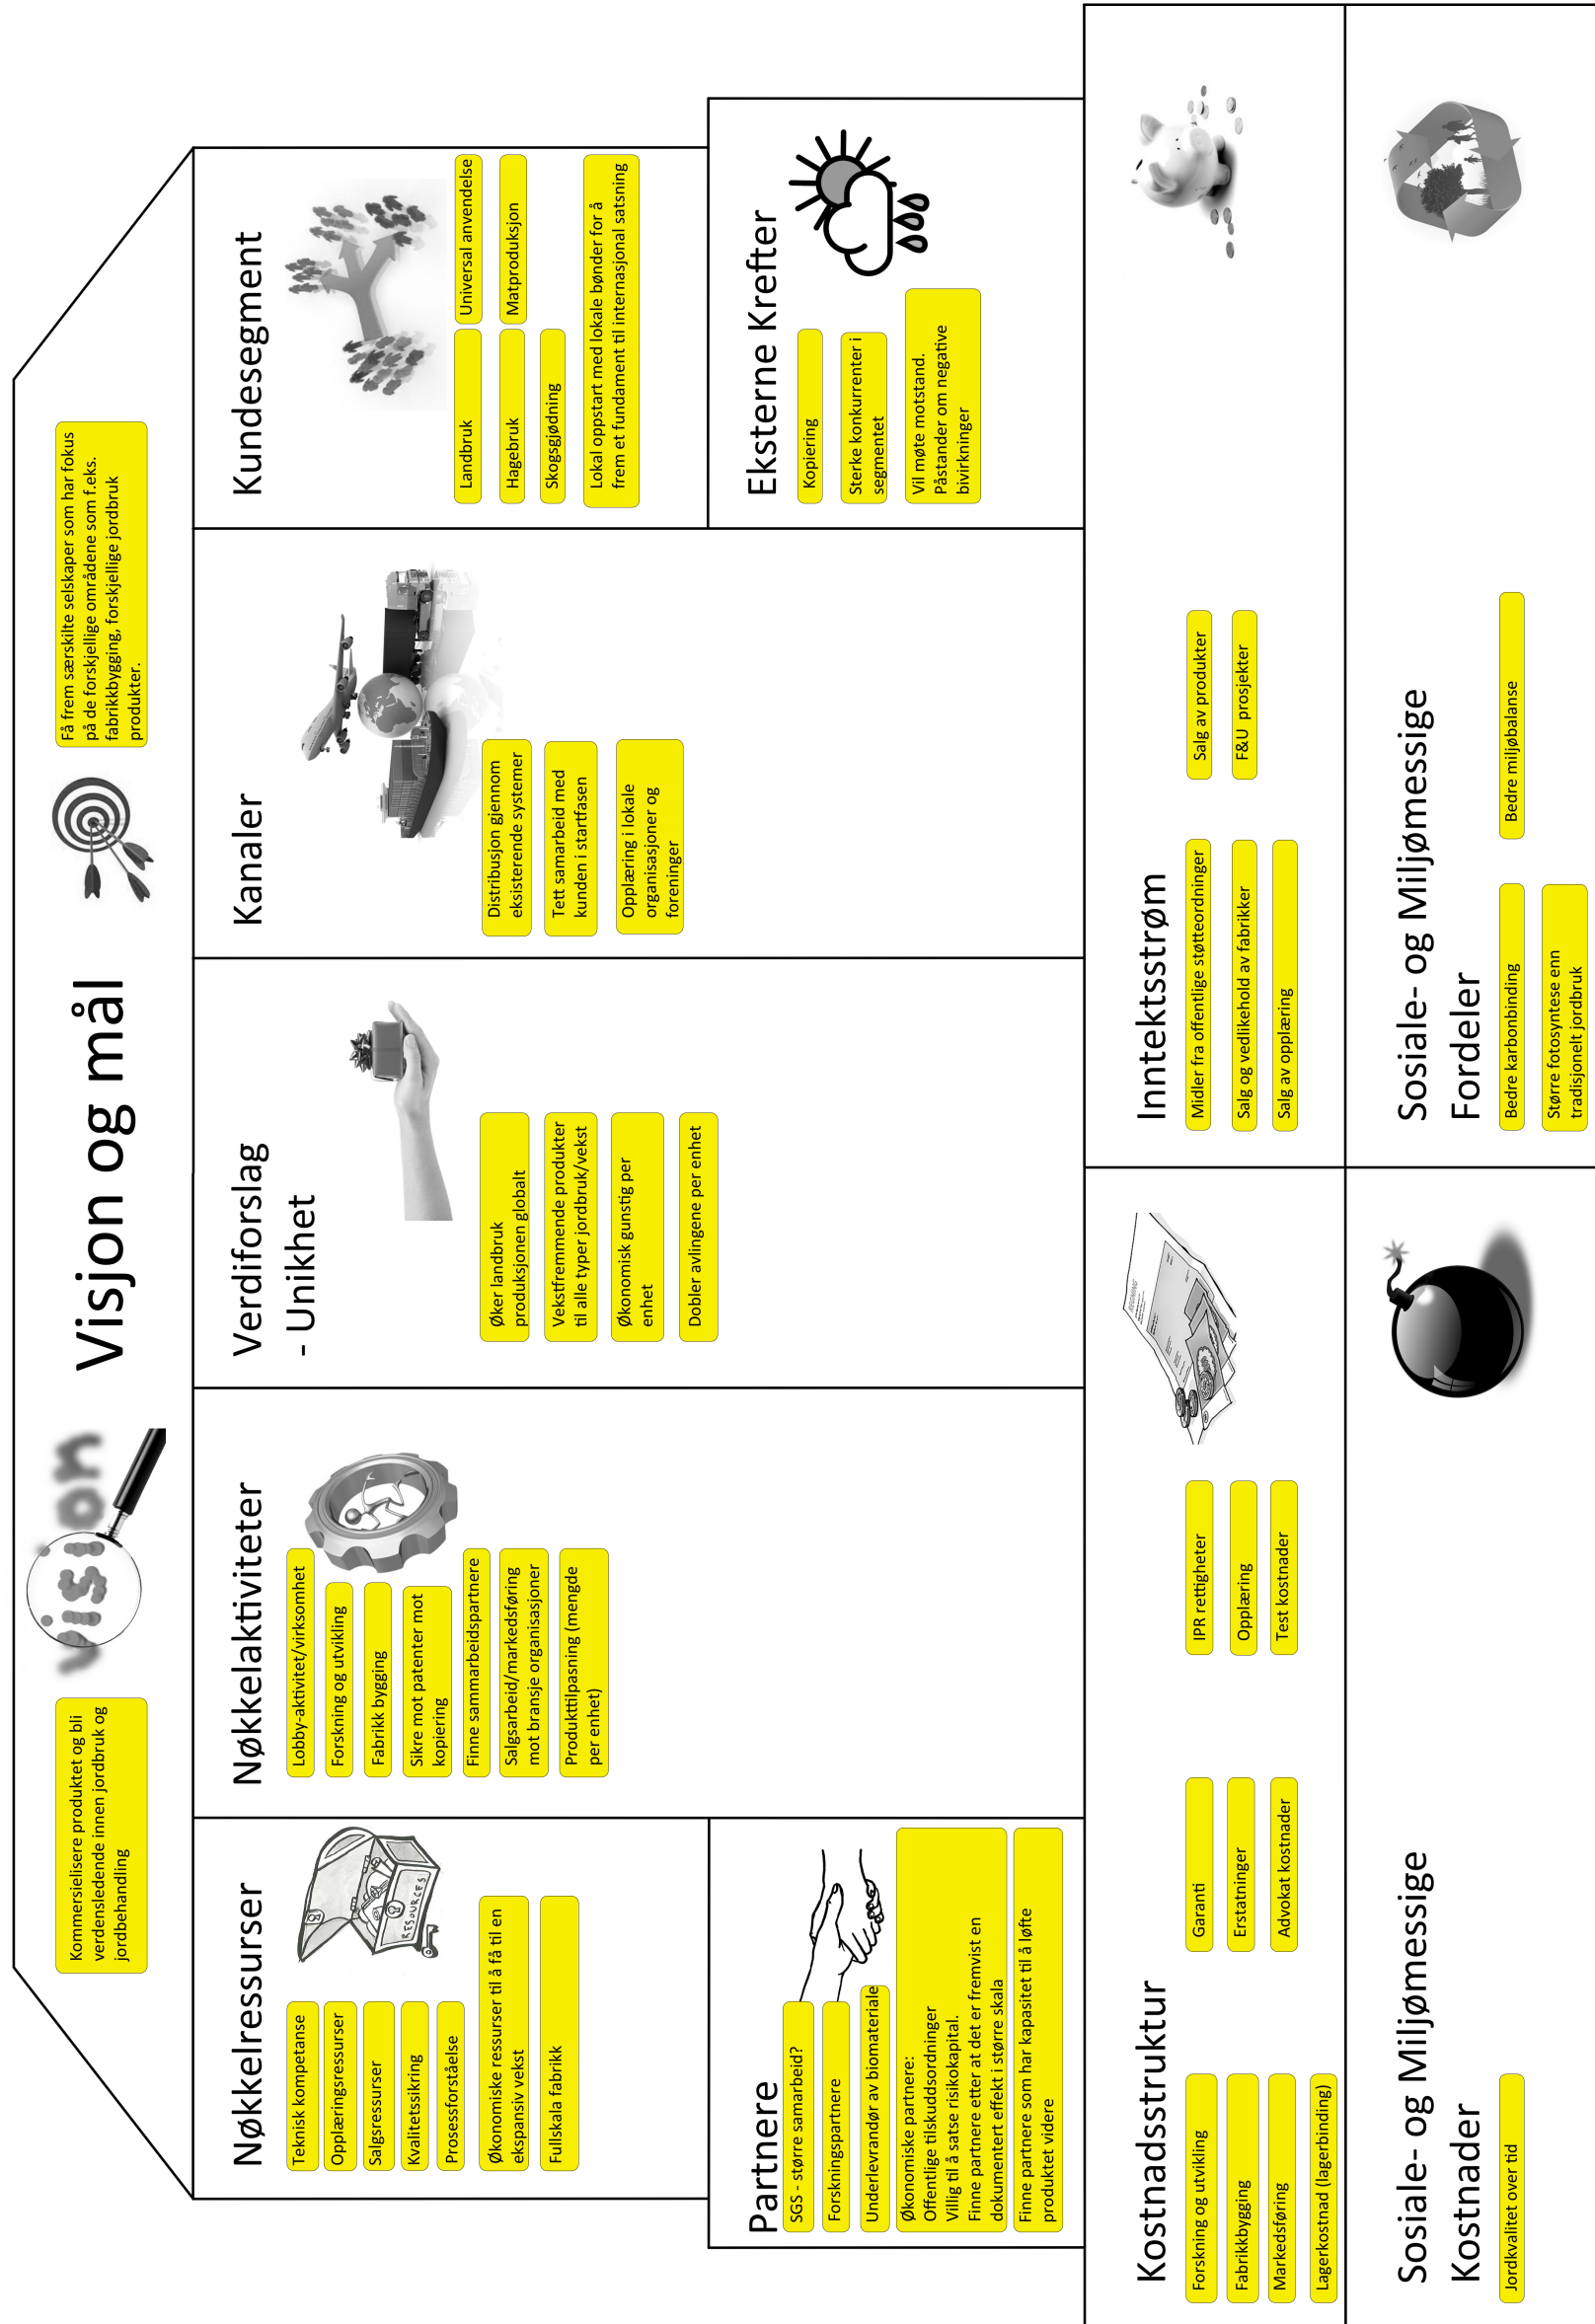 Visjon og mål
Kommersielisere produktet og bli
verdensledende innen jordbruk og
jordbehandling
vision
Få frem særskilte selskaper som har fokus
på de forskjellige områdene som f.eks.
fabrikkbygging, forskjellige jordbruk
produkter.
Nøkkelressurser
RESOURCES
Teknisk kompetanse
Opplæringsressurser
Salgsressurser
Kvalitetssikring
Prosessforståelse
Økonomiske ressurser til å få til en
ekspansiv vekst
Fullskala fabrikk
Partnere
SGS - større samarbeid?
Forskningspartnere
Underlevrandør av biomateriale
Økonomiske partnere:
Offentlige tilskuddsordninger
Villig til å satse risikokapital.
Finne partnere etter at det er fremvist en
dokumentert effekt i større skala
Finne partnere som har kapasitet til å løfte
produktet videre
Nøkkelaktiviteter
Lobby-aktivitet/virksomhet
Forskning og utvikling
Fabrikk bygging
Sikre mot patenter mot
kopiering
Finne sammarbeidspartnere
Salgsarbeid/markedsføring
mot bransje organisasjoner
Produkttilpasning (mengde
per enhet)
Verdiforslag
- Unikhet
Øker landbruk
produksjonen globalt
Vekstfremmende produkter
til alle typer jordbruk/vekst
Økonomisk gunstig per
enhet
Dobler avlingene per enhet
Kanaler
Distribusjon gjennom
eksisterende systemer
Tett samarbeid med
kunden i startfasen
Opplæring i lokale
organisasjoner og
foreninger
Kundesegment
Landbruk
Universal anvendelse
Hagebruk
Matproduksjon
Skogsgjødning
Lokal oppstart med lokale bønder for å
frem et fundament til internasjonal satsning
Eksterne Krefter
Kopiering
Sterke konkurrenter i
segmentet
Vil møte motstand.
Påstander om negative
bivirkninger
Kostnadsstruktur
Forskning og utvikling
Garanti
IPR rettigheter
Fabrikkbygging
Erstatninger
Opplæring
Markedsføring
Advokat kostnader
Test kostnader
Lagerkostnad (lagerbinding)
Inntektsstrøm
Midler fra offentlige støtteordninger
Salg av produkter
Salg og vedlikehold av fabrikker
F&U prosjekter
Salg av opplæring
Sosiale- og Miljømessige
Kostnader
Jordkvalitet over tid
Sosiale- og Miljømessige
Fordeler
Bedre karbonbinding
Bedre miljøbalanse
Større fotosyntese enn
tradisjonelt jordbruk